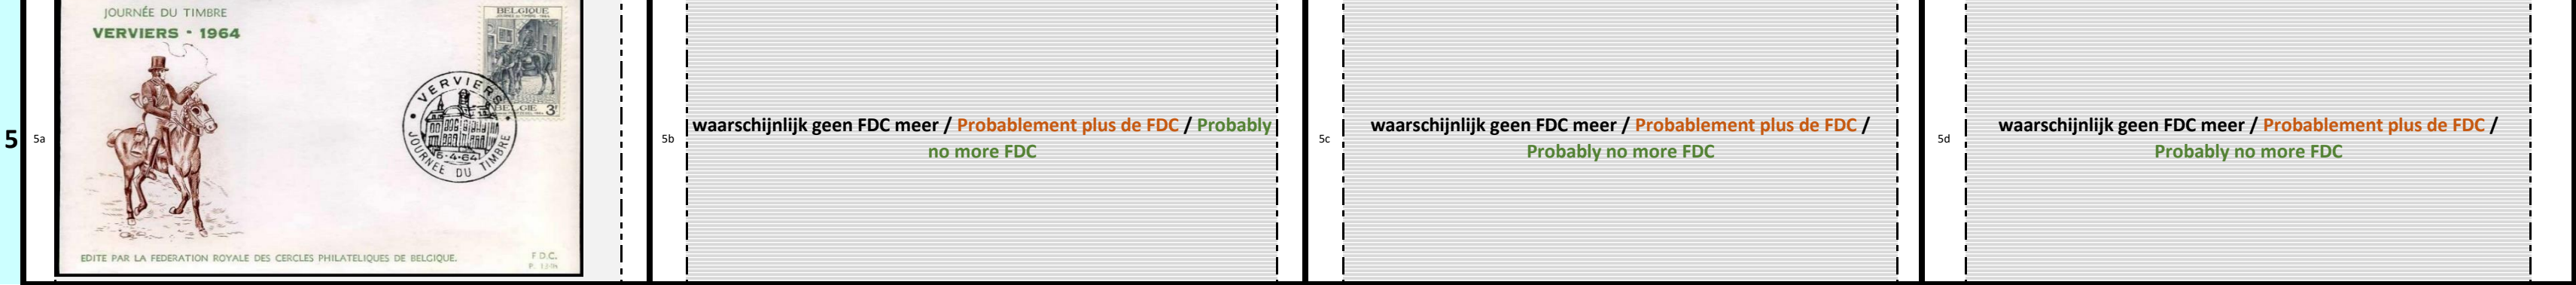 JOURNÉE DU TIMBRE
VERVIERS - 1964
BELGIQUE
BELGIE 3F
VERVIERS
6-4-64
JOURNÉE DU TIMBRE
EDITE PAR LA FEDERATION ROYALE DES CERCLES PHILATELIQUES DE BELGIQUE.
F.D.C.
5
5a
5b
waarschijnlijk geen FDC meer / Probablement plus de FDC / Probably
no more FDC
5c
waarschijnlijk geen FDC meer / Probablement plus de FDC /
Probably no more FDC
5d
waarschijnlijk geen FDC meer / Probablement plus de FDC /
Probably no more FDC